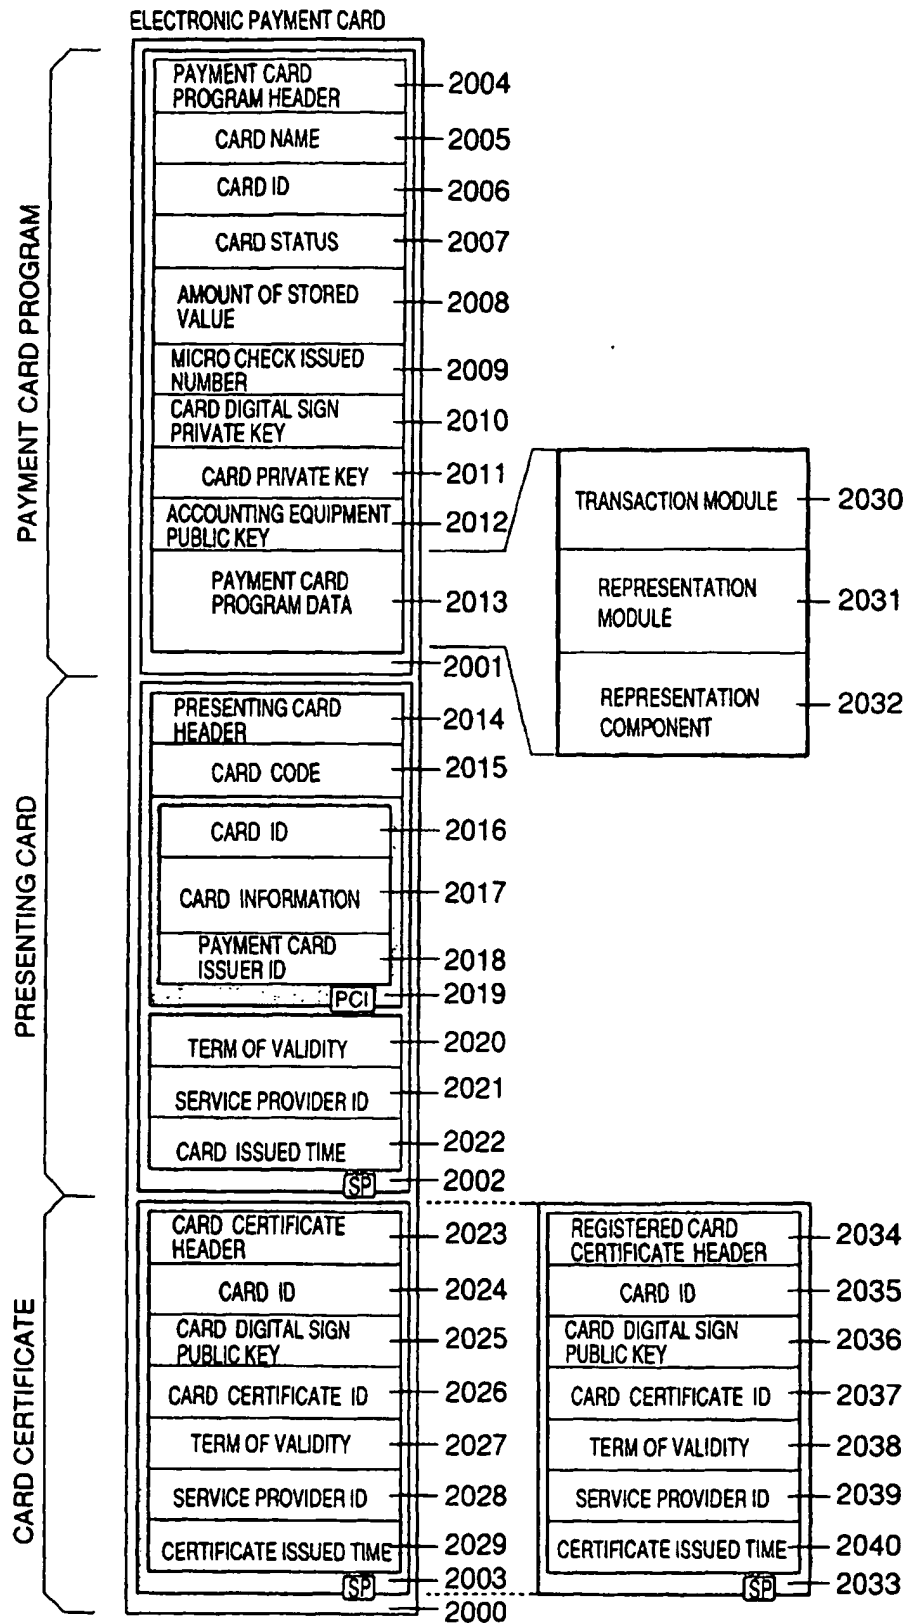 ELECTRONIC PAYMENT CARD
PAYMENT CARD PROGRAM
PAYMENT CARD
PROGRAM HEADER
2004
CARD NAME
2005
CARD ID
2006
CARD STATUS
2007
AMOUNT OF STORED
VALUE
2008
MICRO CHECK ISSUED
NUMBER
2009
CARD DIGITAL SIGN
PRIVATE KEY
2010
CARD PRIVATE KEY
2011
ACCOUNTING EQUIPMENT
PUBLIC KEY
2012
PAYMENT CARD
PROGRAM DATA
2013
2001
TRANSACTION MODULE
2030
REPRESENTATION
MODULE
2031
REPRESENTATION
COMPONENT
2032
PRESENTING CARD
PRESENTING CARD
HEADER
2014
CARD CODE
2015
CARD ID
2016
CARD INFORMATION
2017
PAYMENT CARD
ISSUER ID
2018
PCI
2019
TERM OF VALIDITY
2020
SERVICE PROVIDER ID
2021
CARD ISSUED TIME
2022
SP
2002
CARD CERTIFICATE
CARD CERTIFICATE
HEADER
2023
CARD ID
2024
CARD DIGITAL SIGN
PUBLIC KEY
2025
CARD CERTIFICATE ID
2026
TERM OF VALIDITY
2027
SERVICE PROVIDER ID
2028
CERTIFICATE ISSUED TIME
2029
SP
2003
2000
REGISTERED CARD
CERTIFICATE HEADER
2034
CARD ID
2035
CARD DIGITAL SIGN
PUBLIC KEY
2036
CARD CERTIFICATE ID
2037
TERM OF VALIDITY
2038
SERVICE PROVIDER ID
2039
CERTIFICATE ISSUED TIME
2040
SP
2033